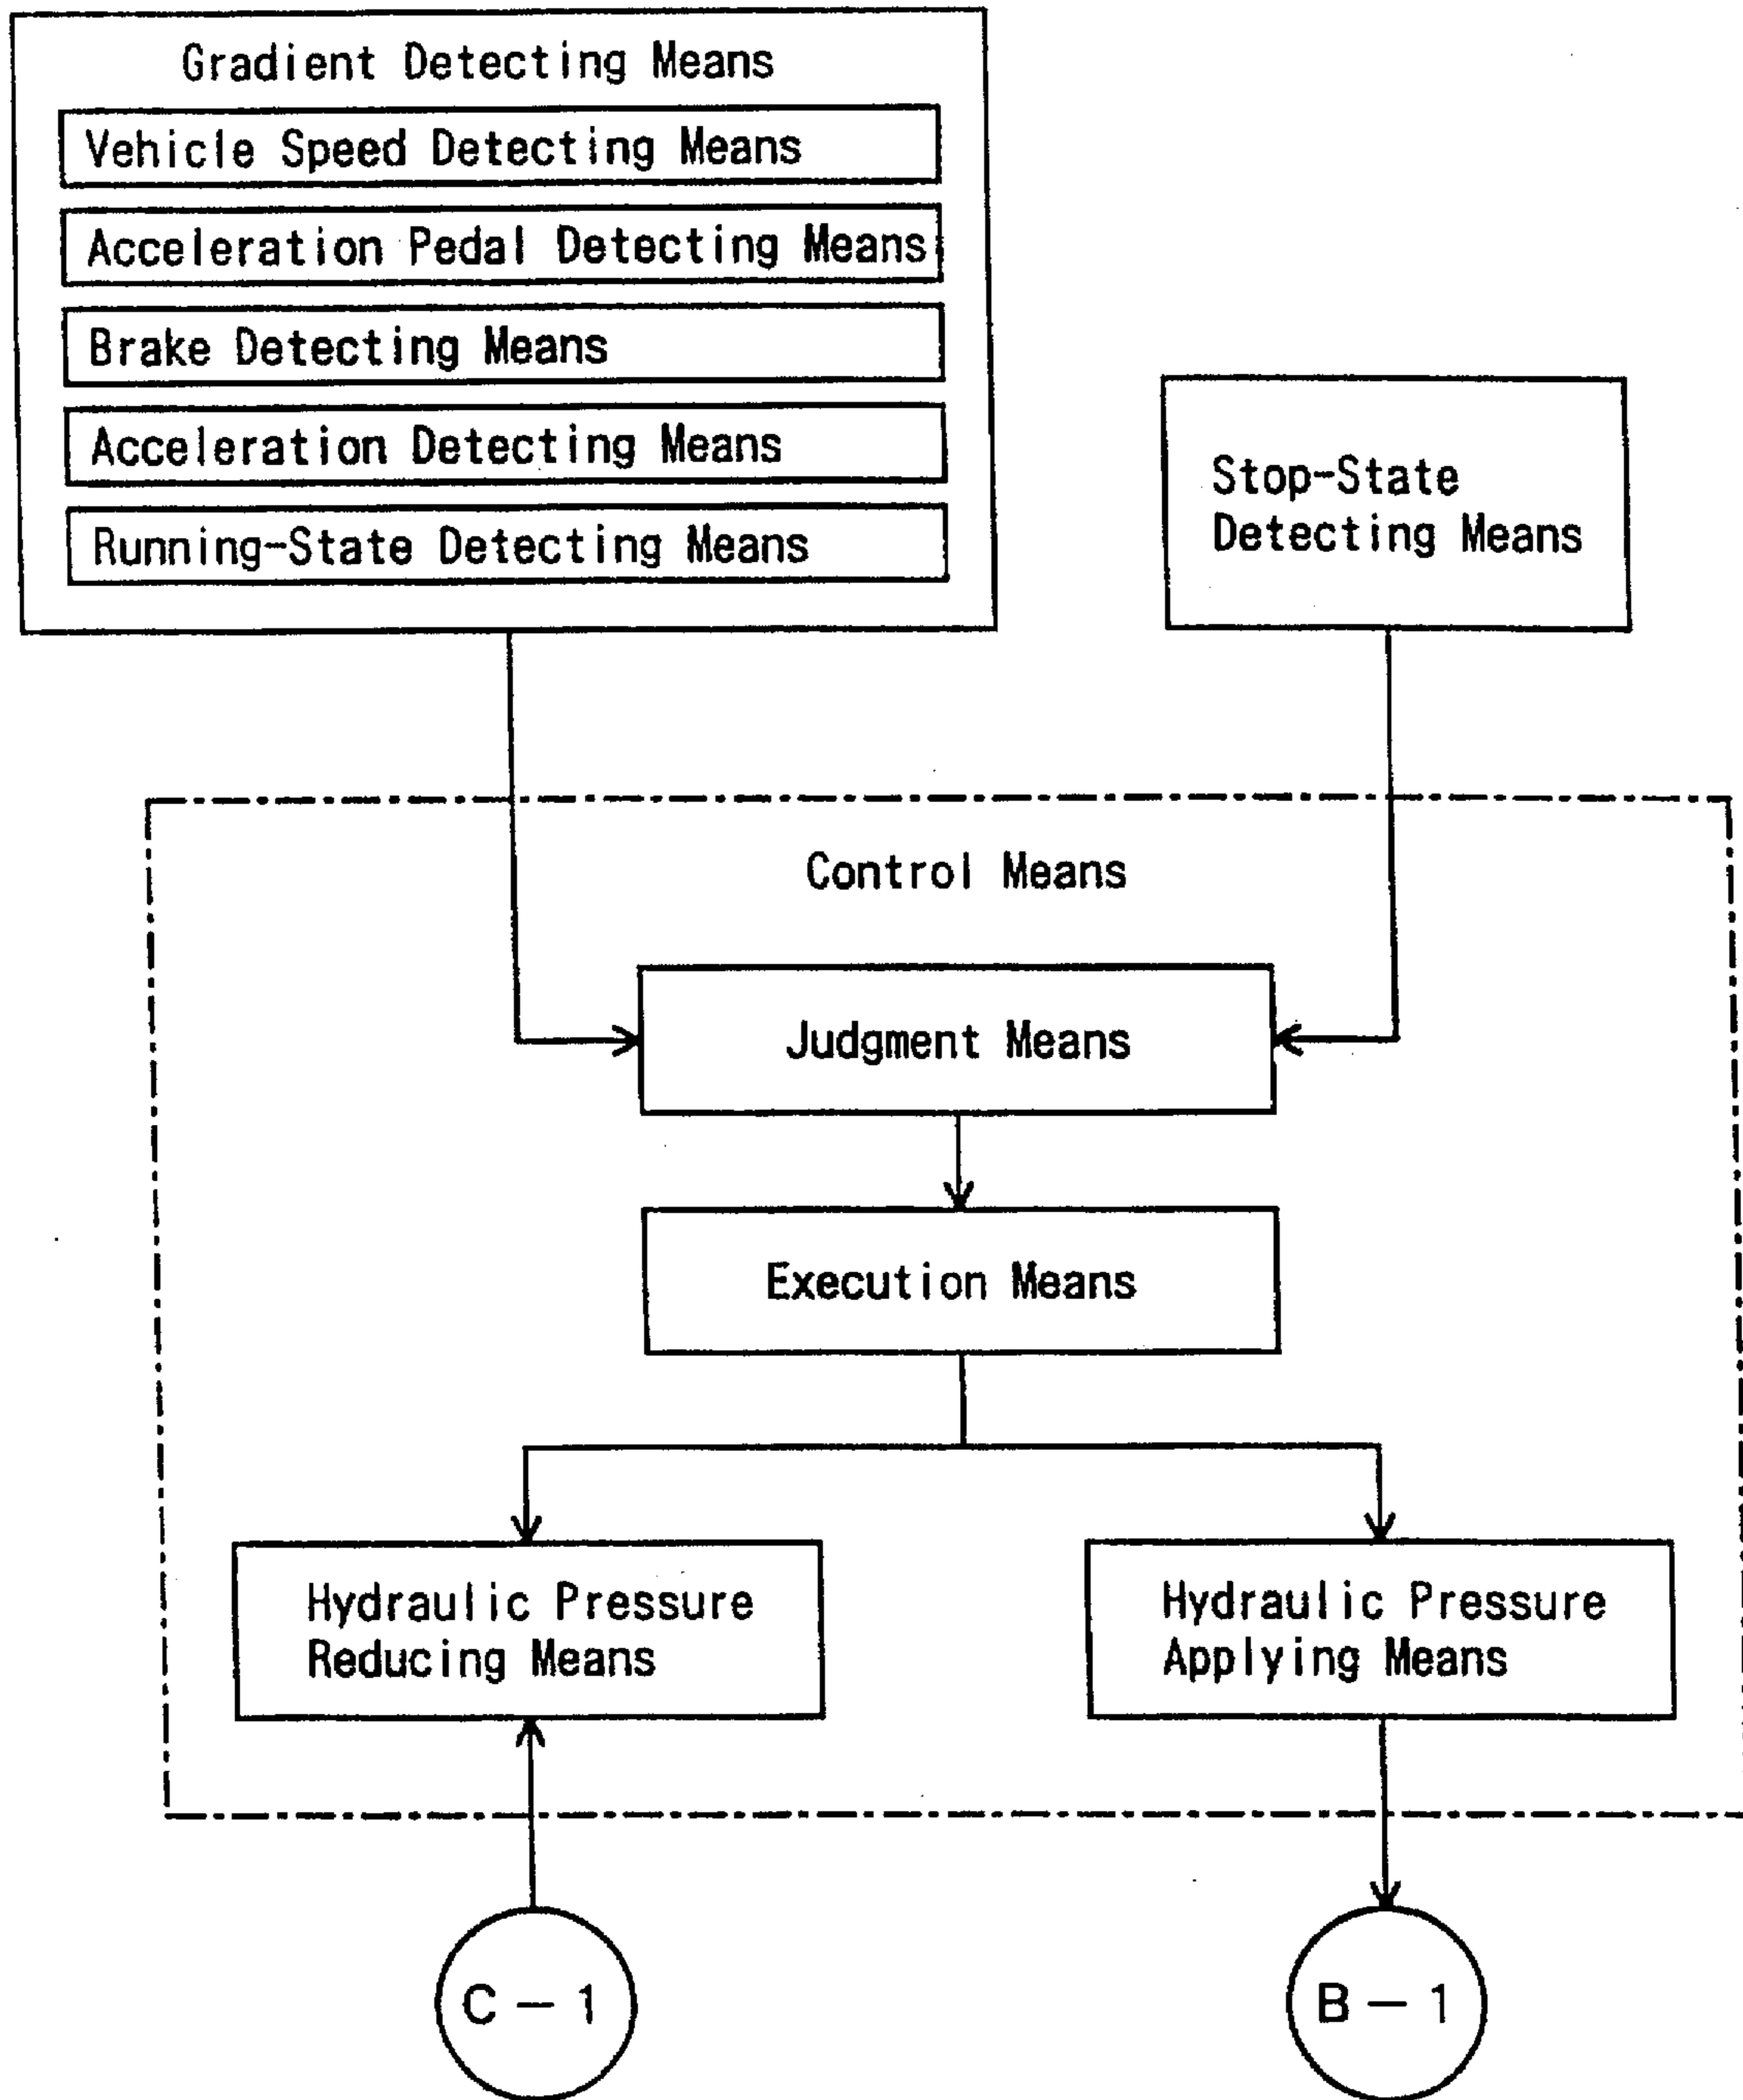 Gradient Detecting Means
Vehicle Speed Detecting Means
Acceleration Pedal Detecting Means
Brake Detecting Means
Acceleration Detecting Means
Running-State Detecting Means
Stop-State
Detecting Means
Control Means
Judgment Means
Execution Means
Hydraulic Pressure
Reducing Means
Hydraulic Pressure
Applying Means
C-1
B-1